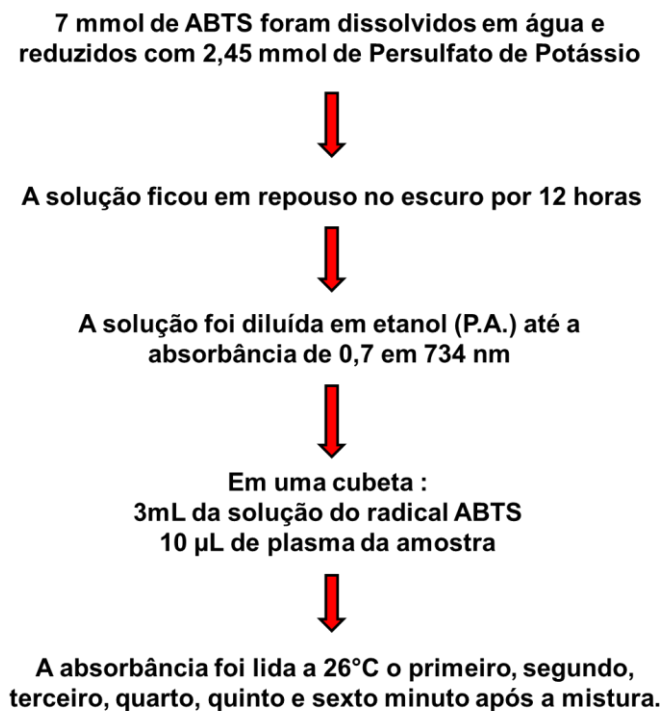 7 mmol de ABTS foram dissolvidos em água e
reduzidos com 2,45 mmol de Persulfato de Potássio
A solução ficou em repouso no escuro por 12 horas
A solução foi diluída em etanol (P.A.) até a
absorbância de 0,7 em 734 nm
Em uma cubeta :
3mL da solução do radical ABTS
10 µL de plasma da amostra
A absorbância foi lida a 26°C o primeiro, segundo,
terceiro, quarto, quinto e sexto minuto após a mistura.